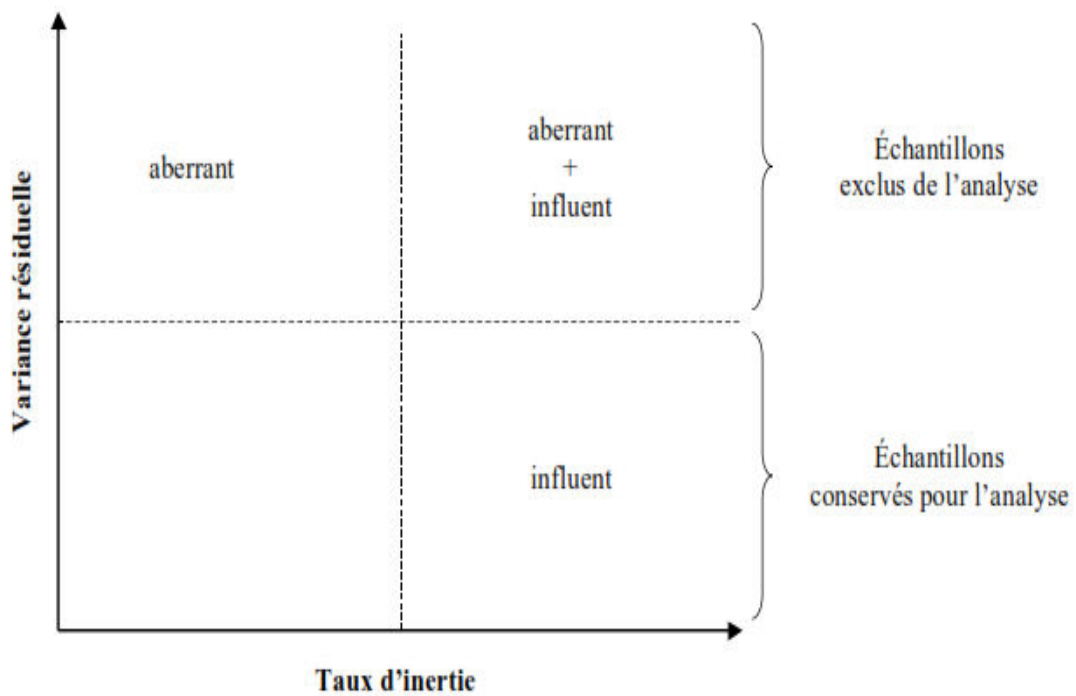 Variance résiduelle
aberrant
aberrant
+
influent
Échantillons
exclus de l’analyse
influent
Échantillons
conservés pour l’analyse
Taux d’inertie